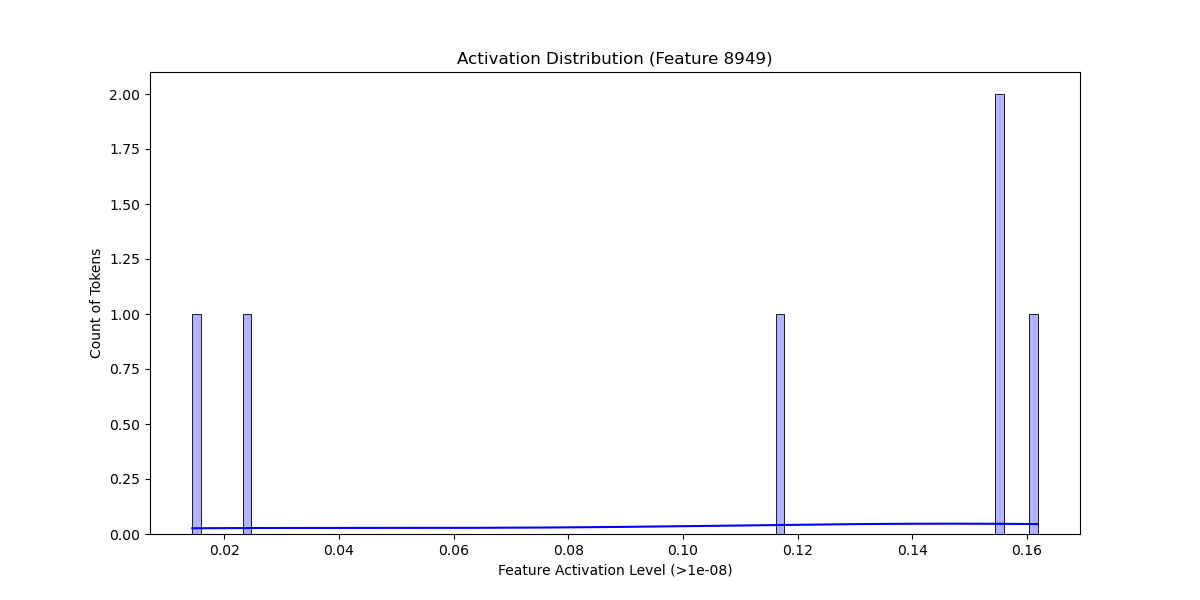 Activation Distribution (Feature 8949)
2.00
1.75
1.50
1.25
1.00
0.75
0.50
0.25
0.00
Count of Tokens
0.02 0.04 0.06 0.08 0.10 0.12 0.14 0.16
Feature Activation Level (>1e-08)